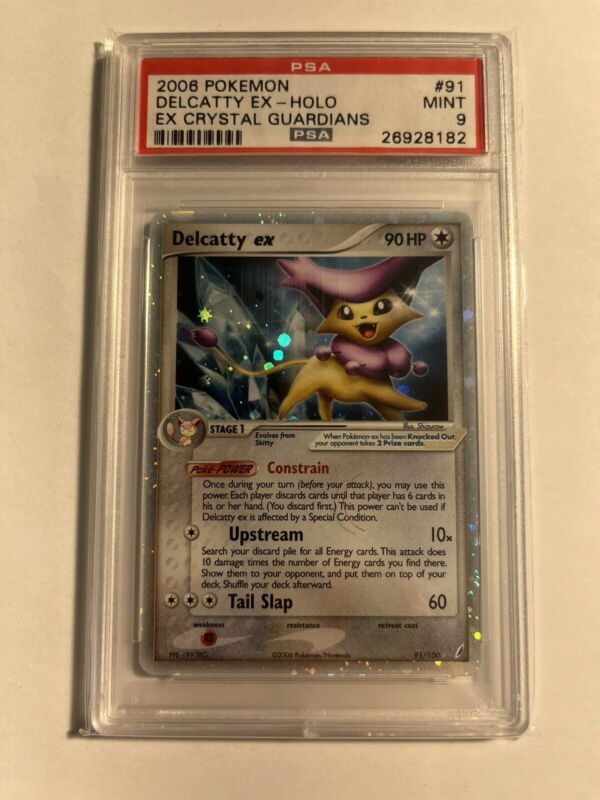 PSA
2006 POKEMON #91
DELCATTY EX-HOLO MINT
EX CRYSTAL GUARDIANS 9
PSA 26928182
Delcatty ex 90 HP
Illus. Shizurow
STAGE 1
Evolves from
Skitty
When Pokémon-ex has been Knocked Out,
your opponent takes 2 Prize cards.
Poké-POWER Constrain
Once during your turn (before your attack), you may use this
power. Each player discards cards until that player has 6 cards in
his or her hand. (You discard first.) This power can't be used if
Delcatty ex is affected by a Special Condition.
Upstream 10x
Search your discard pile for all Energy cards. This attack does
10 damage times the number of Energy cards you find there.
Show them to your opponent, and put them on top of your
deck. Shuffle your deck afterward.
Tail Slap 60
weakness resistance retreat cost
©2006 Pokémon/Nintendo 91/100